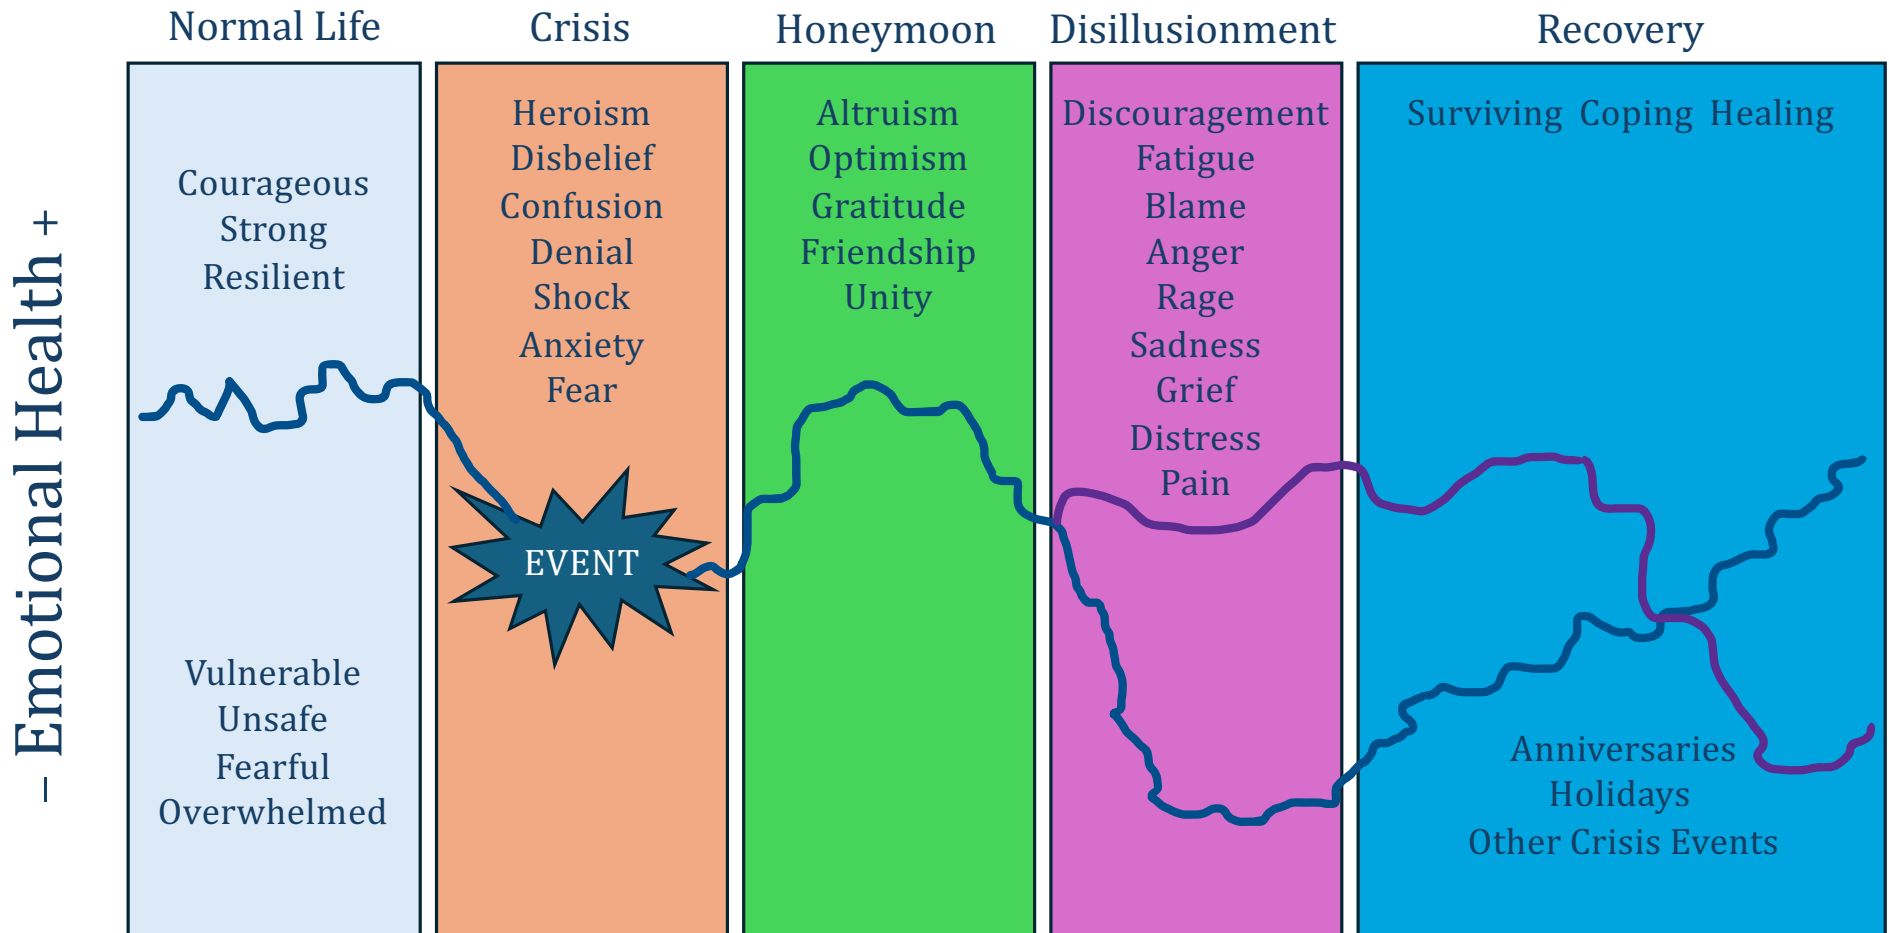 Normal Life
Crisis
Honeymoon
Disillusionment
Recovery
– Emotional Health +
Courageous
Strong
Resilient
Vulnerable
Unsafe
Fearful
Overwhelmed
Heroism
Disbelief
Confusion
Denial
Shock
Anxiety
Fear
EVENT
Altruism
Optimism
Gratitude
Friendship
Unity
Discouragement
Fatigue
Blame
Anger
Rage
Sadness
Grief
Distress
Pain
Surviving Coping Healing
Anniversaries
Holidays
Other Crisis Events